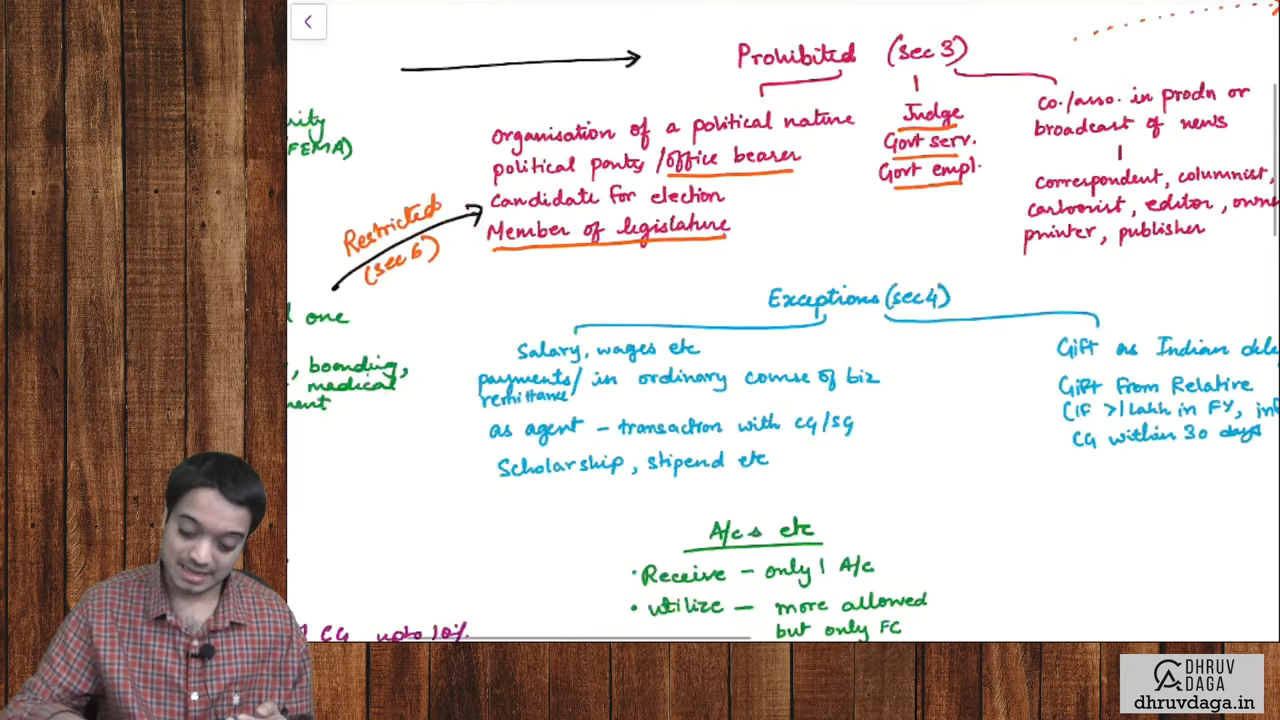 Prohibited (sec 3)
organisation of a political nature
political party / office bearer
candidate for election
Member of legislature
Judge
Govt serv.
Govt empl.
co./asso. in prodn or
broadcast of news
correspondent, columnist,
cartoonist, editor, own
printer, publisher
FEMA)
Restricted
(sec 6)
one
, boarding,
medical
Exceptions (sec 4)
Salary, wages etc
payments/ in ordinary course of biz
remittance
as agent - transaction with CG/SG
Scholarship, stipend etc
Gift as Indian dele
Gift from Relative
(IF >1 lakh in FY, inf
CG within 30 days
A/cs etc
• Receive - only 1 A/c
• utilize - more allowed
but only FC
CG upto 10%
DHRUV
DAGA
dhruvdaga.in